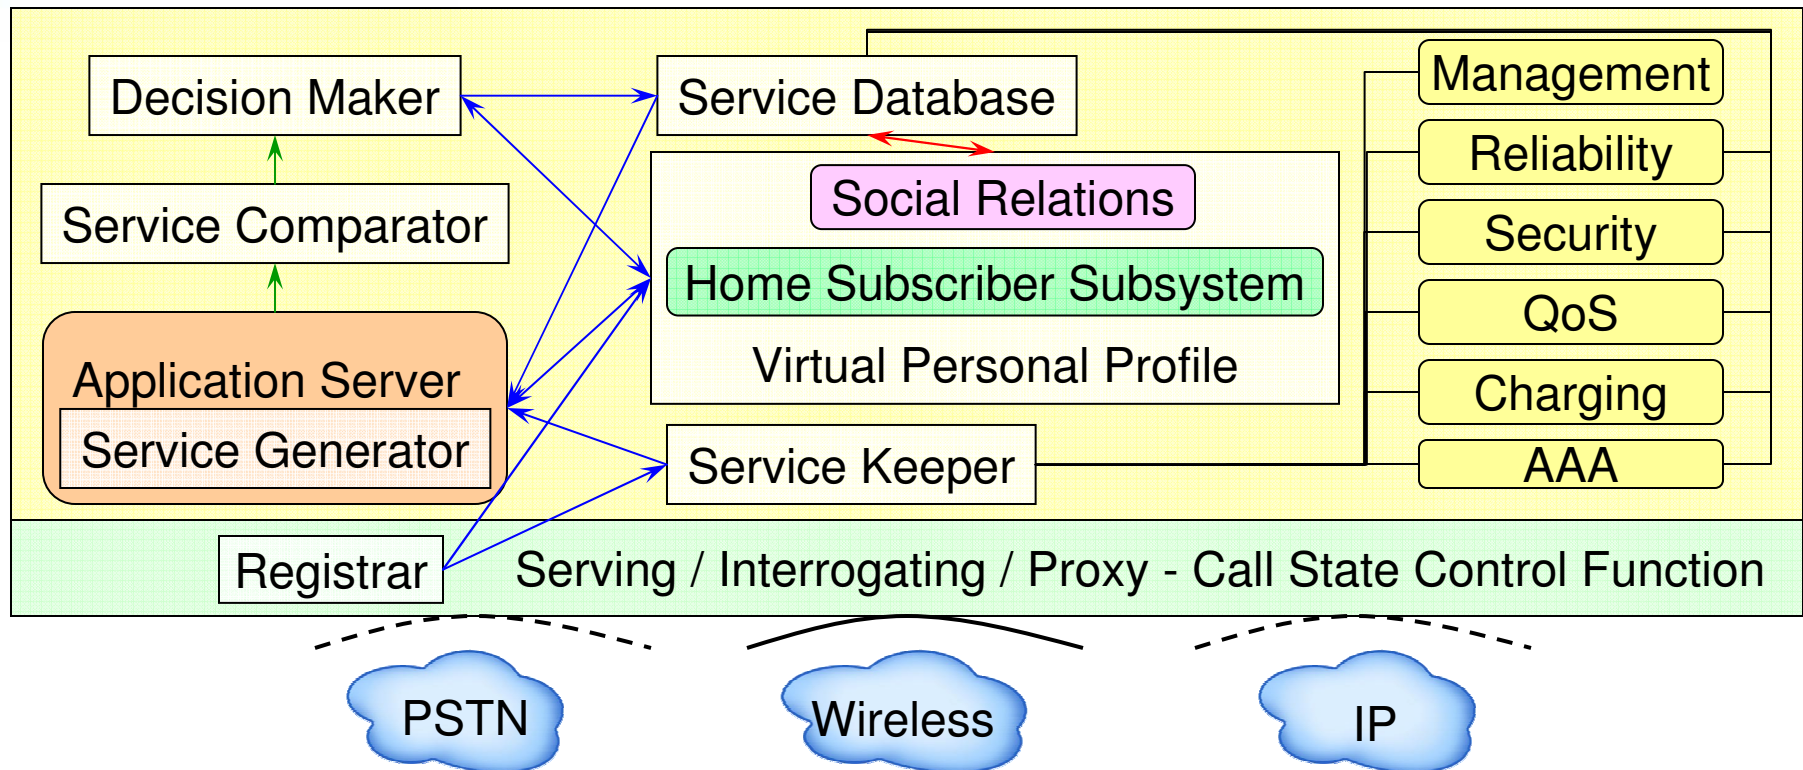 Decision Maker
Service Database
Management
Reliability
Social Relations
Service Comparator
Security
Home Subscriber Subsystem
QoS
Application Server
Virtual Personal Profile
Charging
Service Generator
Service Keeper
AAA
Registrar
Serving / Interrogating / Proxy - Call State Control Function
PSTN
Wireless
IP